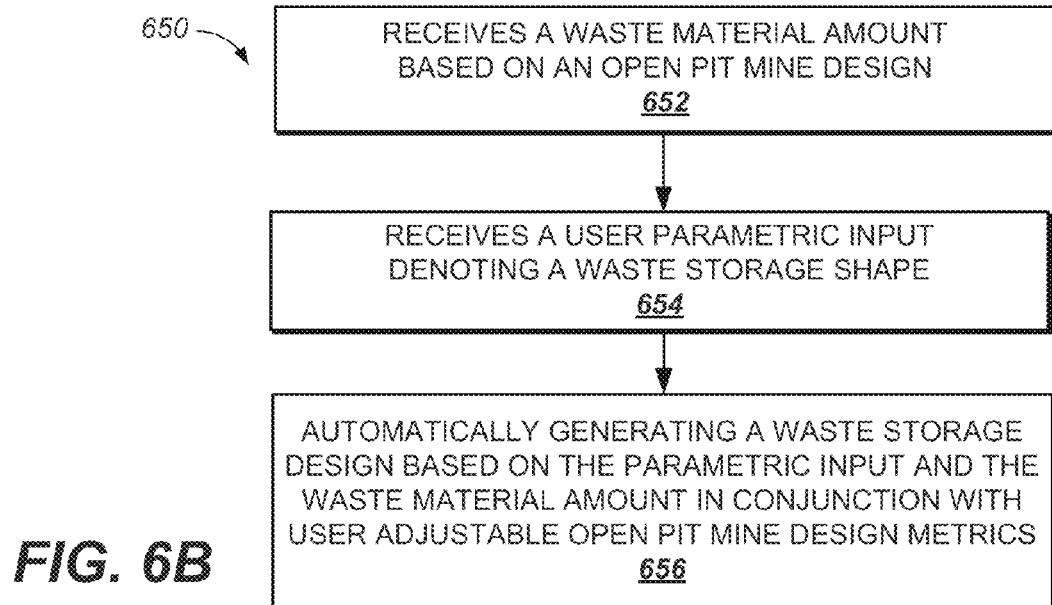 650
RECEIVES A WASTE MATERIAL AMOUNT
BASED ON AN OPEN PIT MINE DESIGN
652
RECEIVES A USER PARAMETRIC INPUT
DENOTING A WASTE STORAGE SHAPE
654
AUTOMATICALLY GENERATING A WASTE STORAGE
DESIGN BASED ON THE PARAMETRIC INPUT AND THE
WASTE MATERIAL AMOUNT IN CONJUNCTION WITH
USER ADJUSTABLE OPEN PIT MINE DESIGN METRICS
656
FIG. 6B